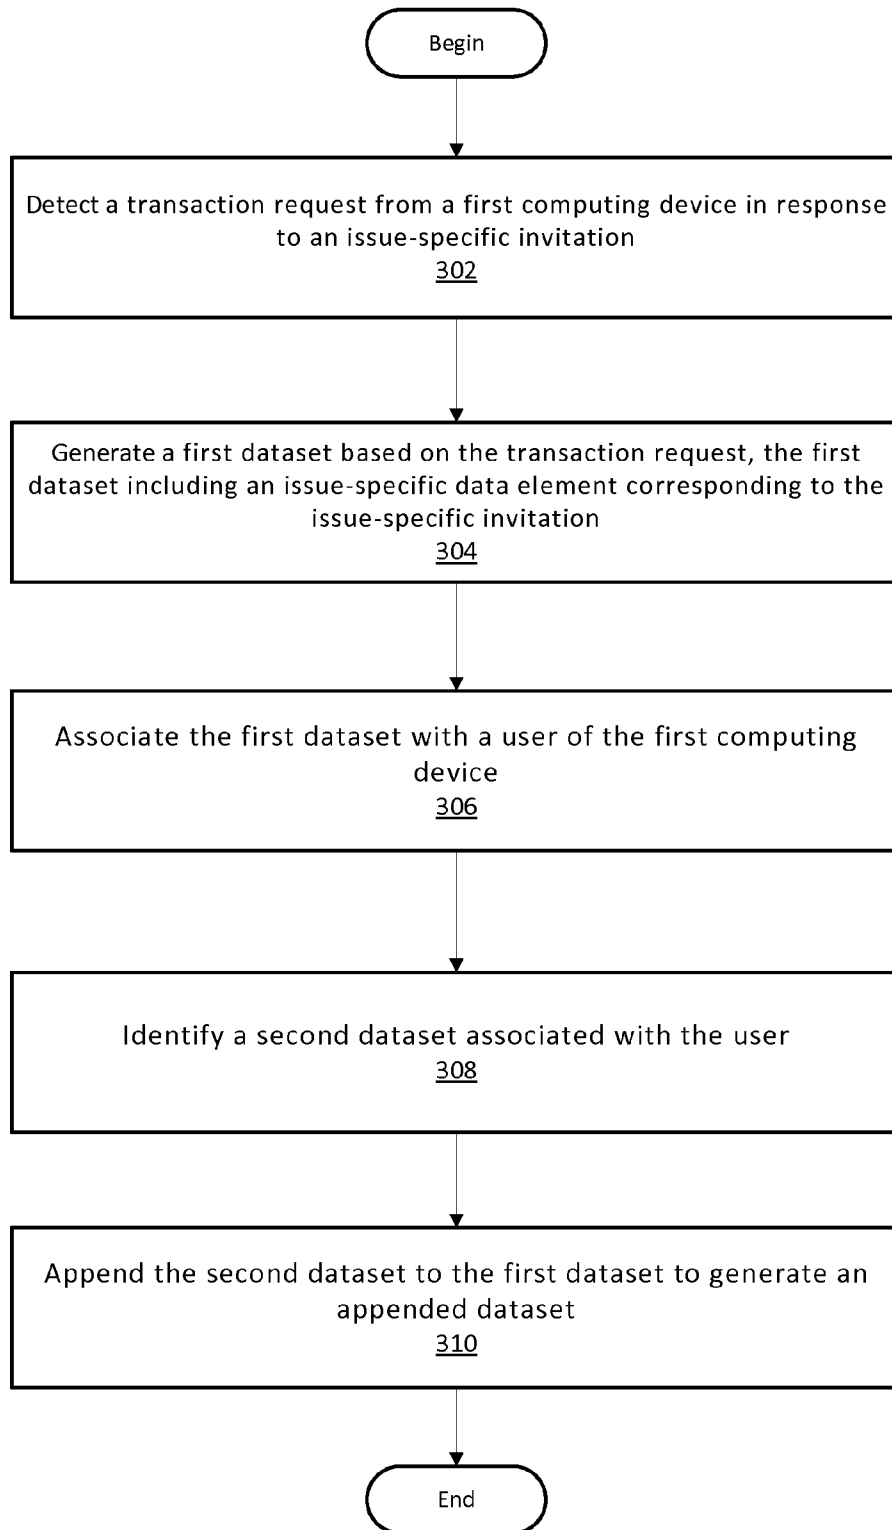 Begin
Detect a transaction request from a first computing device in response
to an issue-specific invitation
302
Generate a first dataset based on the transaction request, the first
dataset including an issue-specific data element corresponding to the
issue-specific invitation
304
Associate the first dataset with a user of the first computing
device
306
Identify a second dataset associated with the user
308
Append the second dataset to the first dataset to generate an
appended dataset
310
End